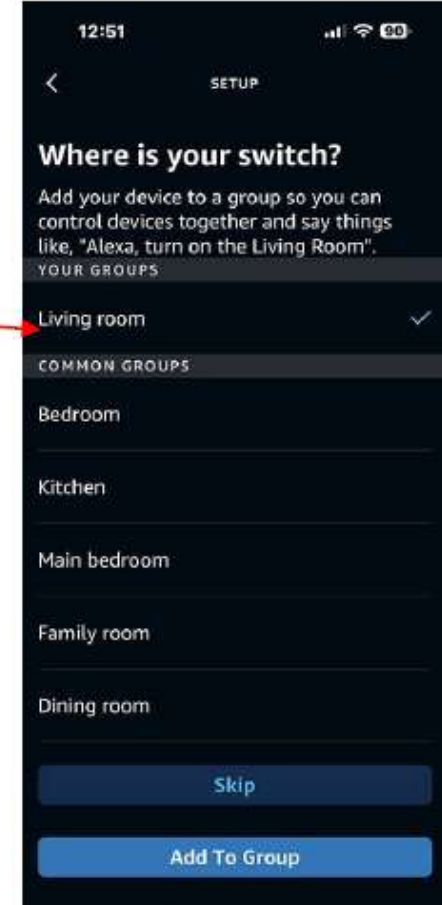 12:51
90
SETUP
Where is your switch?
Add your device to a group so you can
control devices together and say things
like, "Alexa, turn on the Living Room".
YOUR GROUPS
Living room
COMMON GROUPS
Bedroom
Kitchen
Main bedroom
Family room
Dining room
Skip
Add To Group